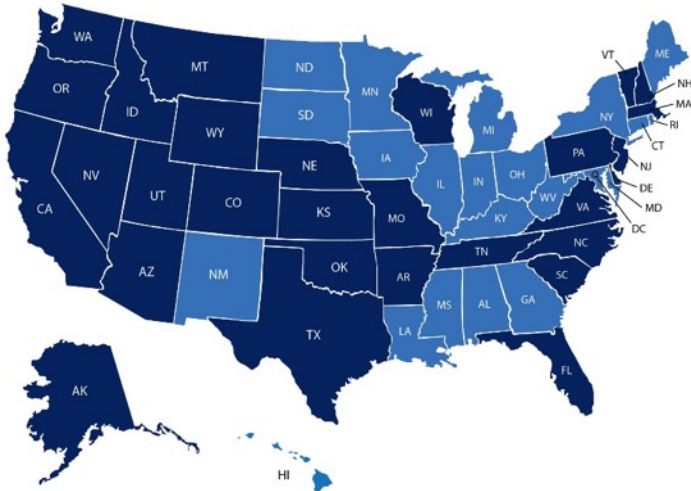 WA
MT
ND
MN
VT
ME
OR
NH
ID
SD
WI
NY
MA
WY
MI
RI
CT
IA
PA
NE
NJ
NV
OH
IL
IN
DE
UT
CO
WV
MD
CA
KS
MO
VA
KY
DC
NC
TN
AZ
NM
OK
AR
SC
MS
AL
GA
LA
TX
FL
AK
HI